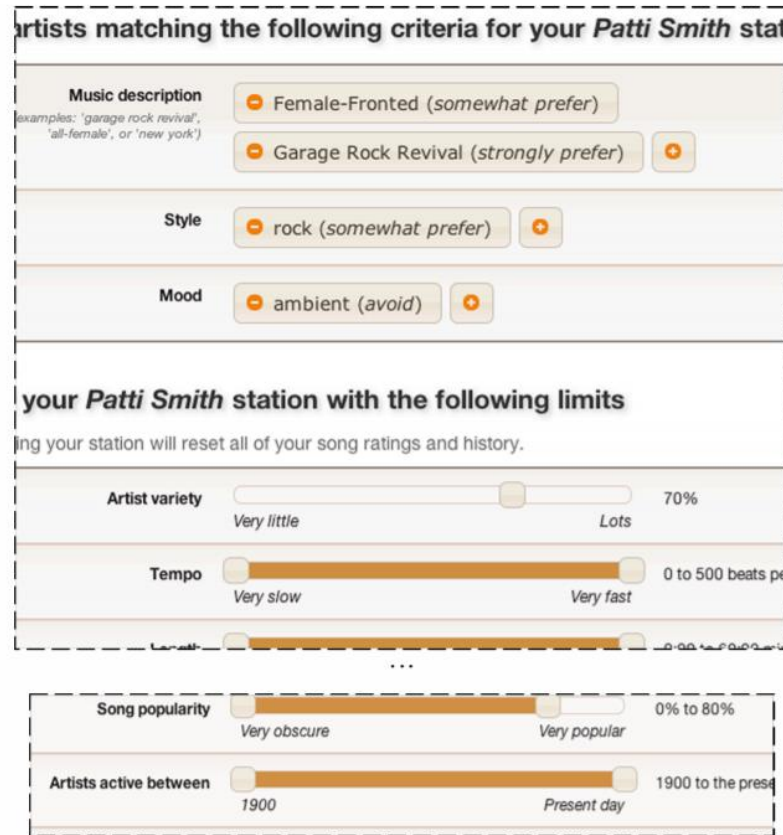 artists matching the following criteria for your Patti Smith stat
Music description
examples: 'garage rock revival',
'all-female', or 'new york')
Female-Fronted (somewhat prefer)
Garage Rock Revival (strongly prefer)
Style
rock (somewhat prefer)
Mood
ambient (avoid)
your Patti Smith station with the following limits
ing your station will reset all of your song ratings and history.
Artist variety
70%
Very little Lots
Tempo
0 to 500 beats pe
Very slow Very fast
Length
...
Song popularity
0% to 80%
Very obscure Very popular
Artists active between
1900 to the prese
1900 Present day